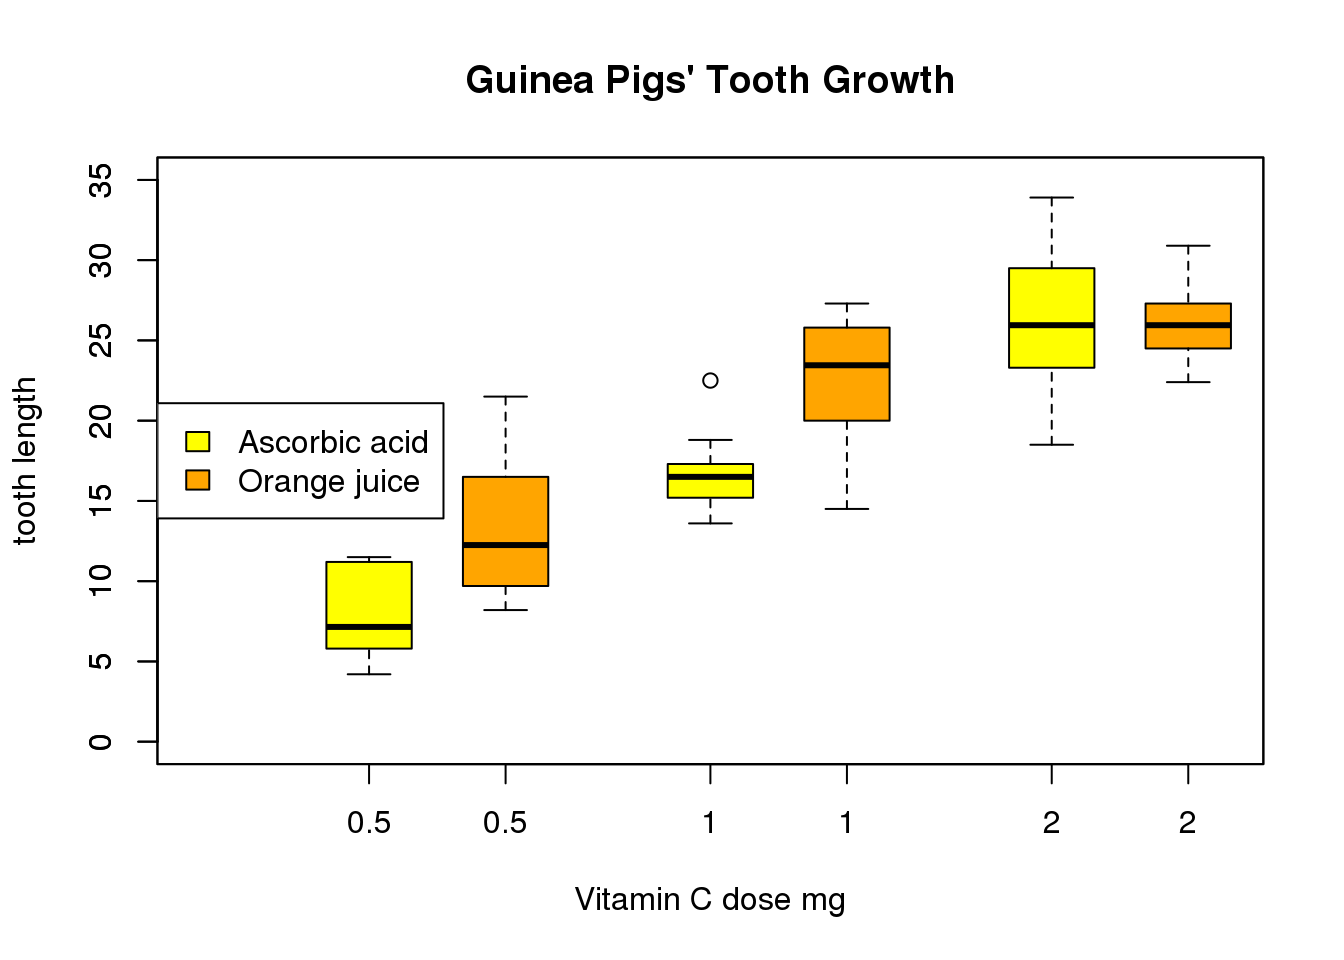 Guinea Pigs' Tooth Growth
tooth length
35
30
25
20
15
10
5
0
Ascorbic acid
Orange juice
0.5 0.5 1 1 2 2
Vitamin C dose mg